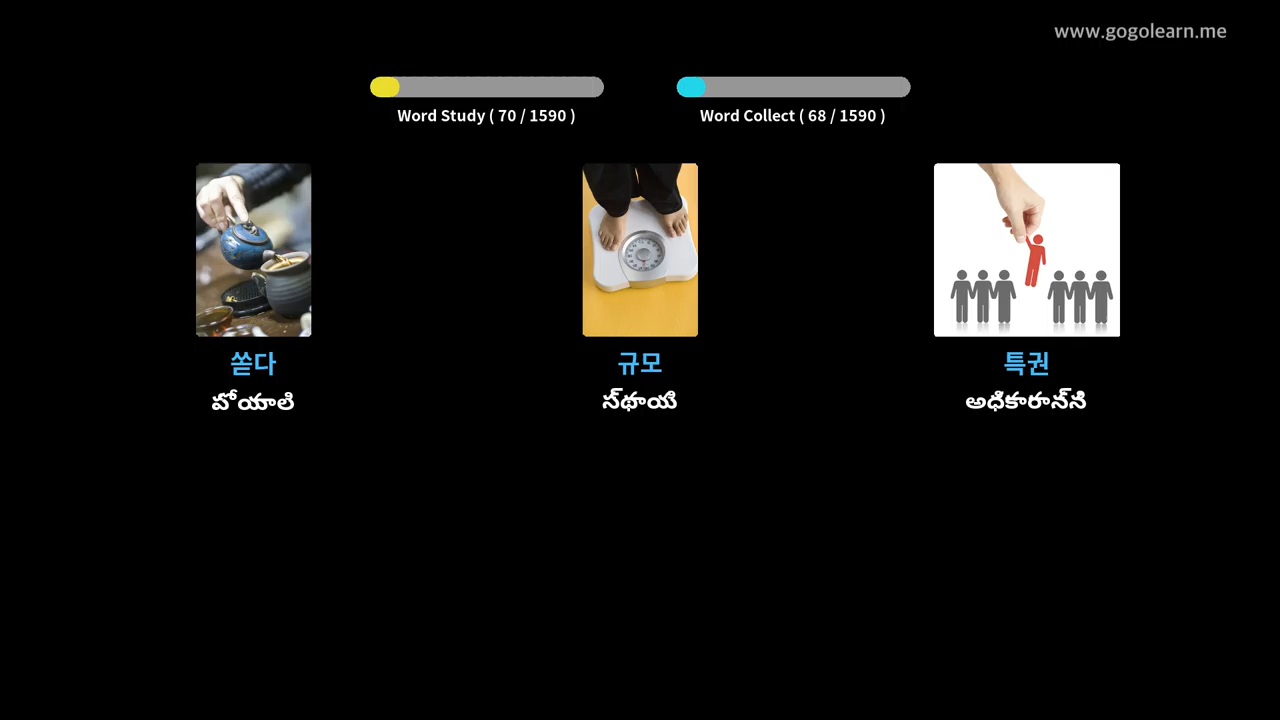 www.gogolearn.me
Word Study ( 70 / 1590 )
Word Collect ( 68 / 1590 )
쏟다
규모
특권
పోయాలి
స్‌థాయి
అధికారాన్‌ని